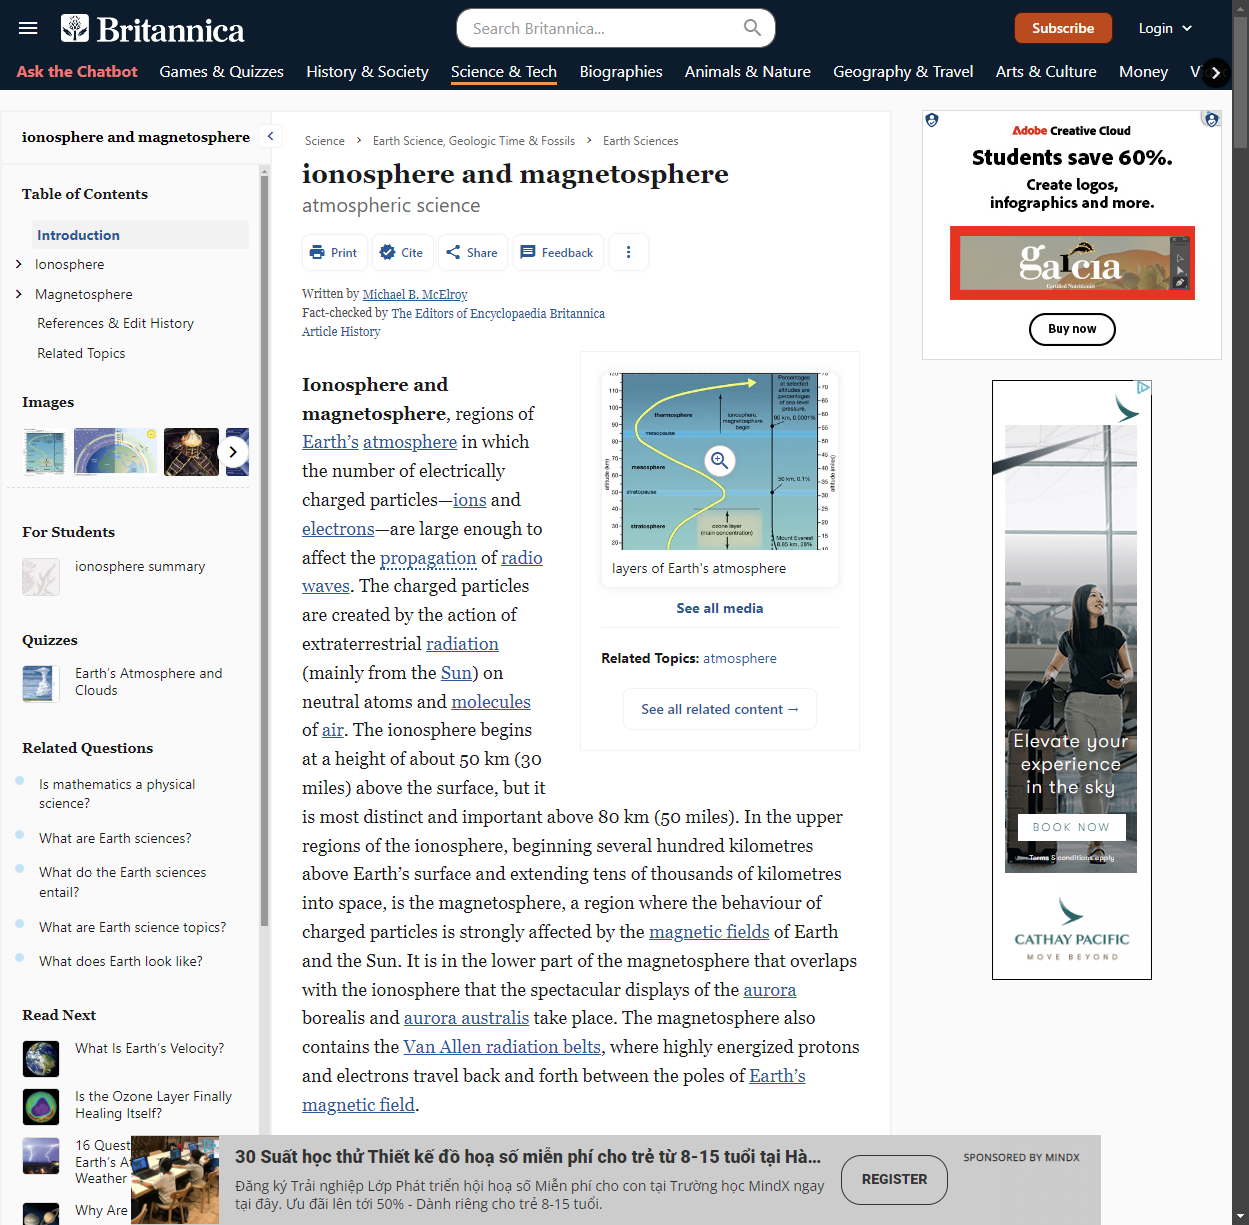 Britannica
Search Britannica...
Subscribe
Login
Ask the Chatbot
Games & Quizzes
History & Society
Science & Tech
Biographies
Animals & Nature
Geography & Travel
Arts & Culture
Money
ionosphere and magnetosphere
Table of Contents
Introduction
Ionosphere
Magnetosphere
References & Edit History
Related Topics
Images
For Students
ionosphere summary
Quizzes
Earth's Atmosphere and
Clouds
Related Questions
Is mathematics a physical
science?
What are Earth sciences?
What do the Earth sciences
entail?
What are Earth science topics?
What does Earth look like?
Read Next
What Is Earth's Velocity?
Is the Ozone Layer Finally
Healing Itself?
16 Quest
Earth's At
Weather
Why Are
Science > Earth Science, Geologic Time & Fossils > Earth Sciences
ionosphere and magnetosphere
atmospheric science
Print
Cite
Share
Feedback
Written by Michael B. McElroy
Fact-checked by The Editors of Encyclopaedia Britannica
Article History
Ionosphere and
magnetosphere, regions of
Earth's atmosphere in which
the number of electrically
charged particles—ions and
electrons—are large enough to
affect the propagation of radio
waves. The charged particles
are created by the action of
extraterrestrial radiation
(mainly from the Sun) on
neutral atoms and molecules
of air. The ionosphere begins
at a height of about 50 km (30
miles) above the surface, but it
is most distinct and important above 80 km (50 miles). In the upper
regions of the ionosphere, beginning several hundred kilometres
above Earth's surface and extending tens of thousands of kilometres
into space, is the magnetosphere, a region where the behaviour of
charged particles is strongly affected by the magnetic fields of Earth
and the Sun. It is in the lower part of the magnetosphere that overlaps
with the ionosphere that the spectacular displays of the aurora
borealis and aurora australis take place. The magnetosphere also
contains the Van Allen radiation belts, where highly energized protons
and electrons travel back and forth between the poles of Earth's
magnetic field.
Percentages
at selected
altitudes are
percentages
of sea-level
pressure.
90 km, 0.0001%
thermosphere
ionosphere,
magnetosphere
begin
mesopause
mesosphere
50 km, 0.1%
stratopause
stratosphere
ozone layer
(main concentration)
Mount Everest
8.85 km, 28%
altitude (km)
altitude (miles)
layers of Earth's atmosphere
See all media
Related Topics: atmosphere
See all related content →
Adobe Creative Cloud
Students save 60%.
Create logos,
infographics and more.
garcia
Certified Nutritionist
Buy now
Elevate your
experience
in the sky
BOOK NOW
Terms & conditions apply
CATHAY PACIFIC
MOVE BEYOND
30 Suất học thử Thiết kế đồ hoạ số miễn phí cho trẻ từ 8-15 tuổi tại Hà...
Đăng ký Trải nghiệp Lớp Phát triển hội hoạ số Miễn phí cho con tại Trường học MindX ngay
tại đây. Ưu đãi lên tới 50% - Dành riêng cho trẻ 8-15 tuổi.
REGISTER
SPONSORED BY MINDX